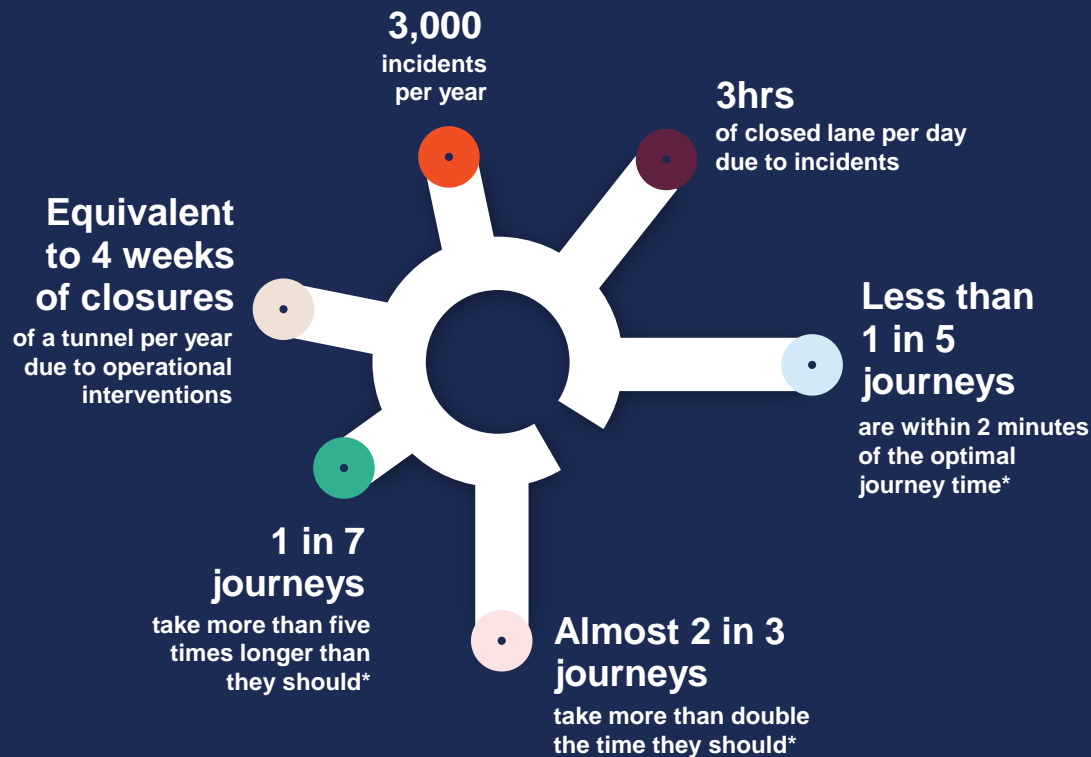 3,000
incidents
per year
3hrs
of closed lane per day
due to incidents
Equivalent
to 4 weeks
of closures
of a tunnel per year
due to operational
interventions
Less than
1 in 5
journeys
are within 2 minutes
of the optimal
journey time*
1 in 7
journeys
take more than five
times longer than
they should*
Almost 2 in 3
journeys
take more than double
the time they should*